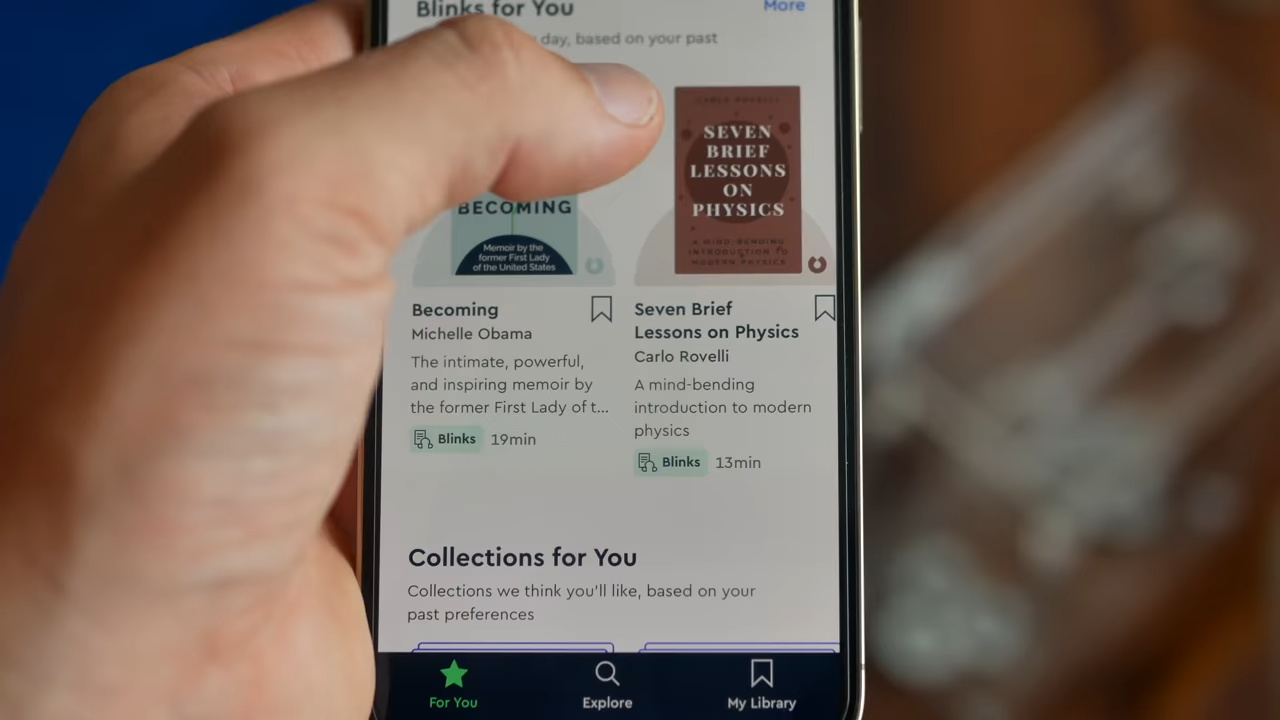 Blinks for You
More
day, based on your past
CARLO ROVELLI
SEVEN
BRIEF
LESSONS
ON
PHYSICS
A MIND-BENDING
INTRODUCTION TO
MODERN PHYSICS
BECOMING
Memoir by the
former First Lady
of the United States
Becoming
Michelle Obama
The intimate, powerful,
and inspiring memoir by
the former First Lady of t...
Blinks 19min
Seven Brief
Lessons on Physics
Carlo Rovelli
A mind-bending
introduction to modern
physics
Blinks 13min
Collections for You
Collections we think you'll like, based on your
past preferences
For You
Explore
My Library